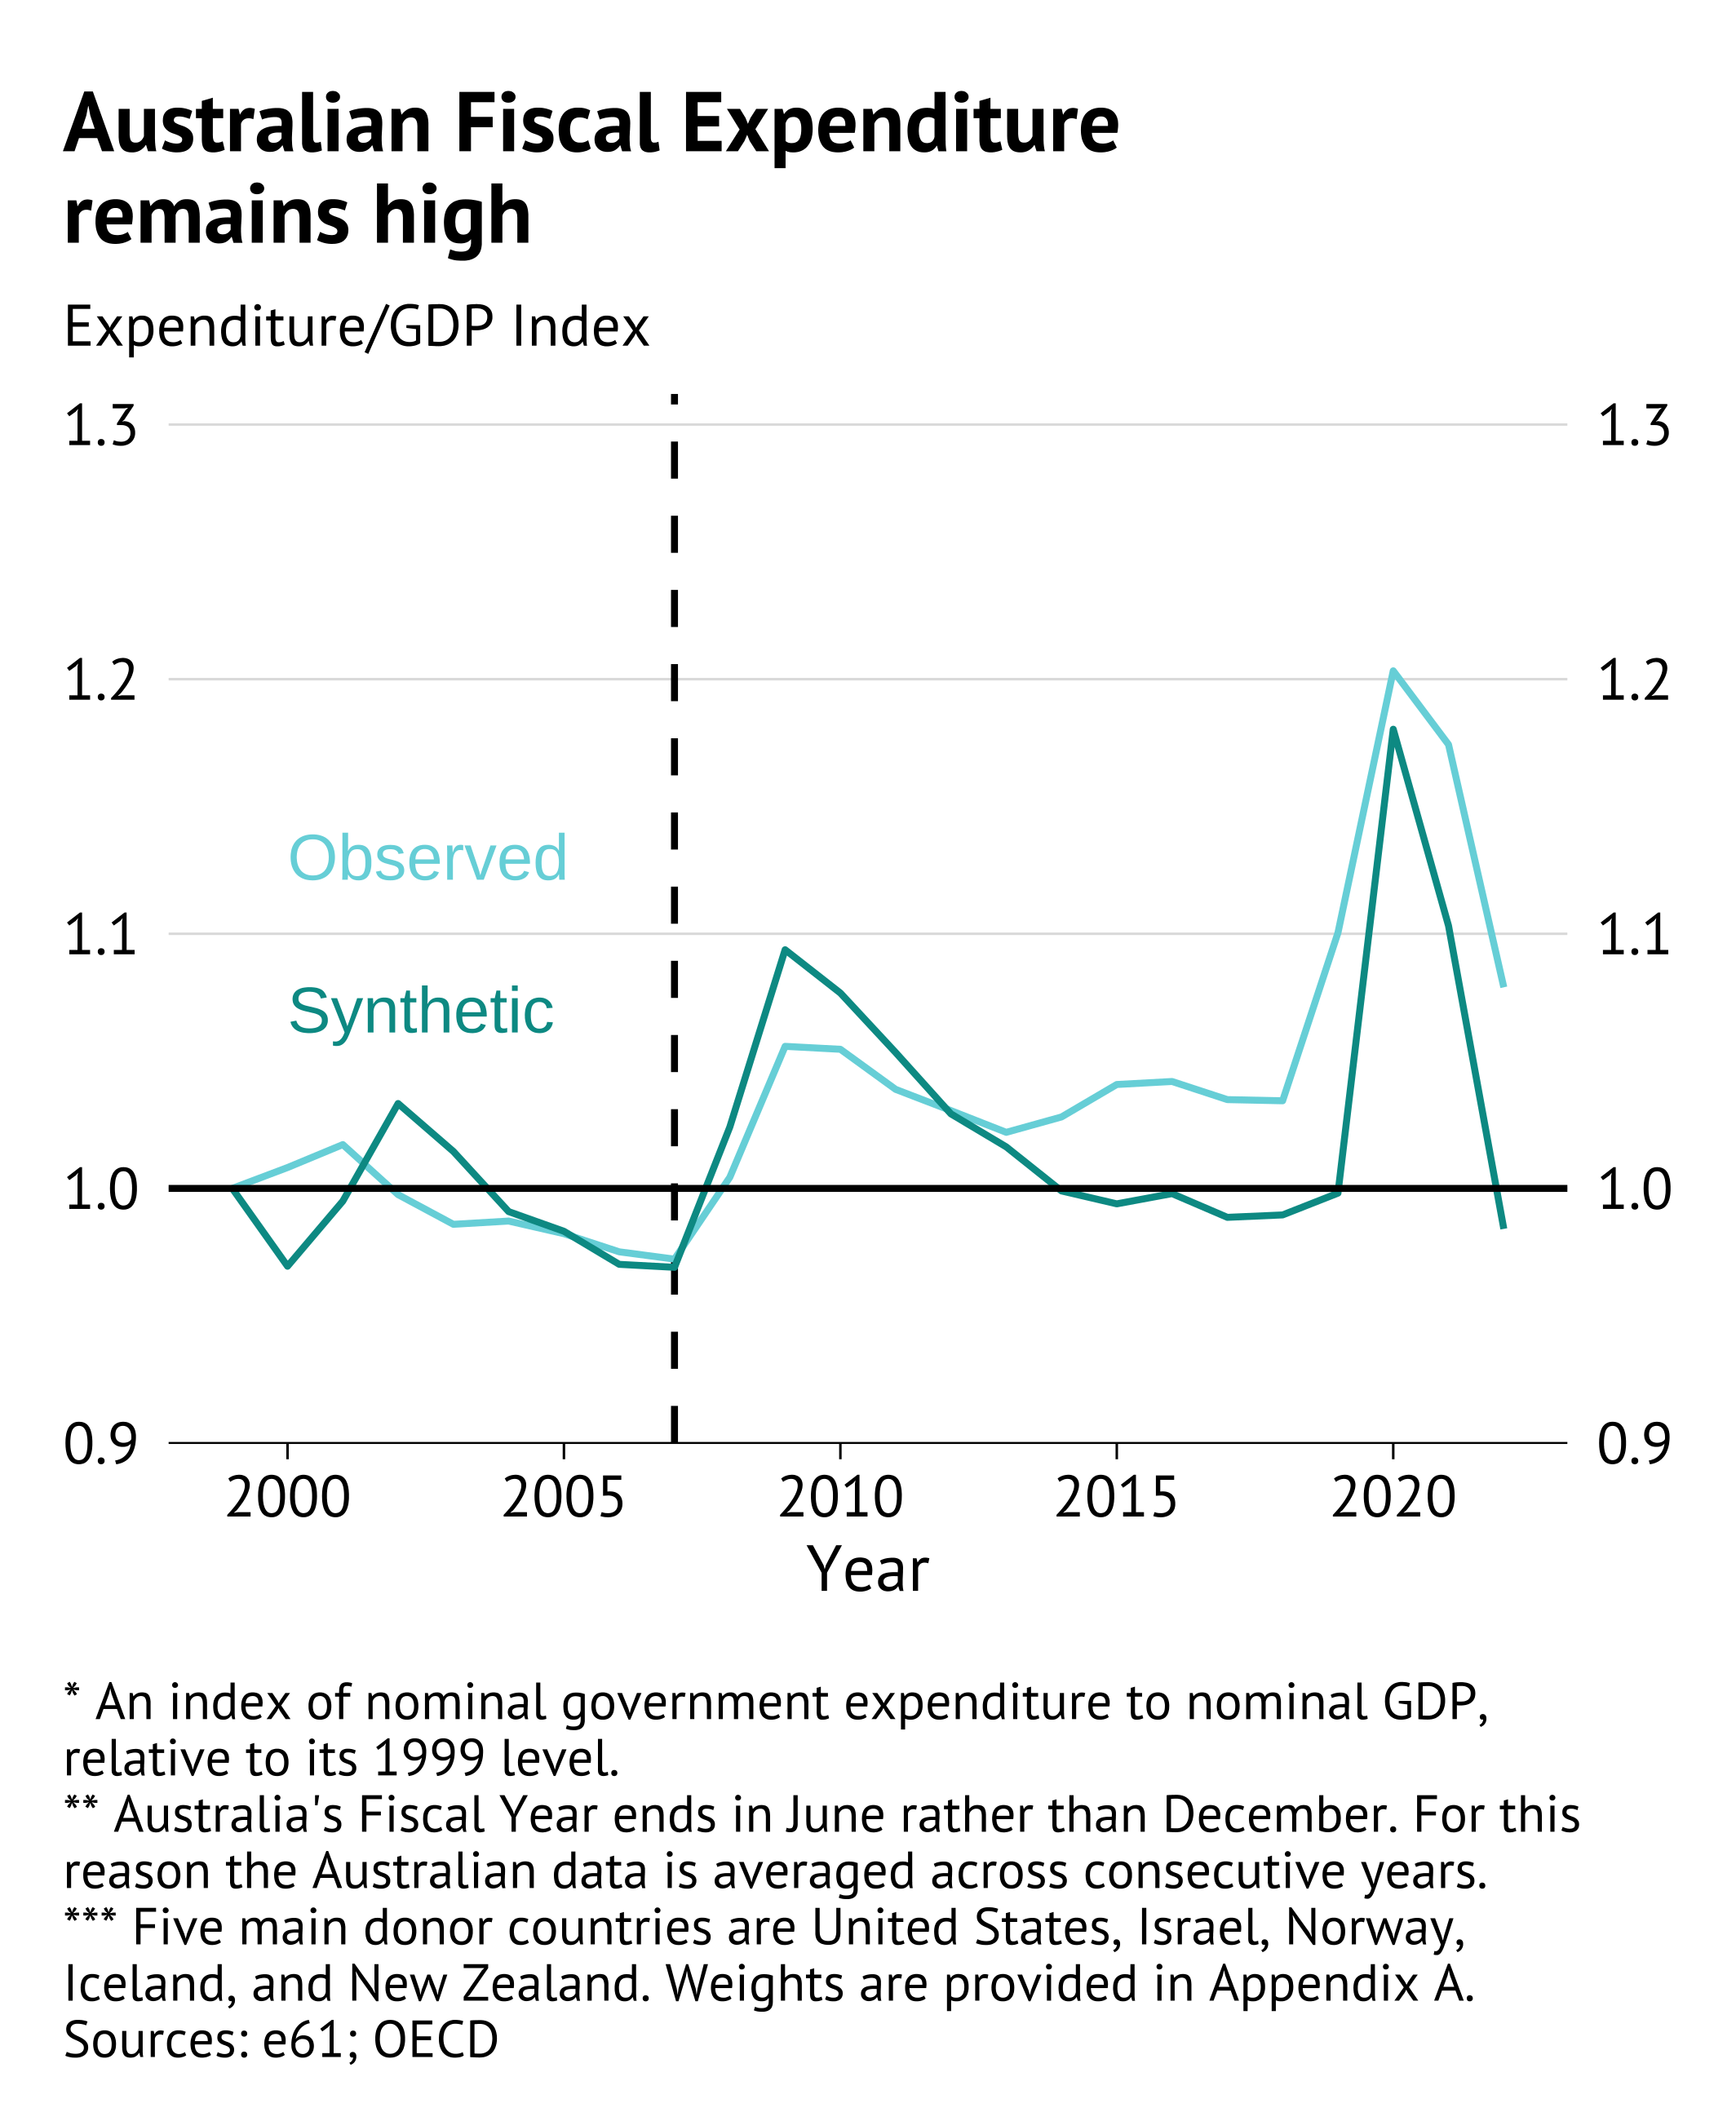 Australian Fiscal Expenditure
remains high
Expenditure/GDP Index
1.3
1.3
1.2
1.2
Observed
1.1
1.1
Synthetic
1.0
1.0
0.9
0.9
2000
2005
2010
2015
2020
Year
* An index of nominal government expenditure to nominal GDP,
relative to its 1999 level.
** Australia's Fiscal Year ends in June rather than December. For this
reason the Australian data is averaged across consecutive years.
*** Five main donor countries are United States, Israel, Norway,
Iceland, and New Zealand. Weights are provided in Appendix A.
Sources: e61; OECD